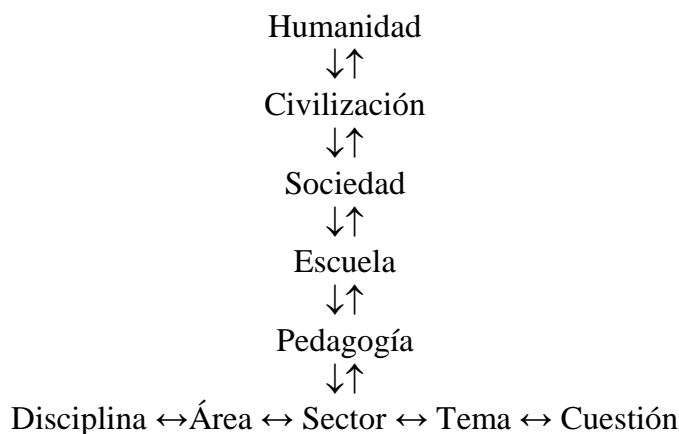 Humanidad
↓↑
Civilización
↓↑
Sociedad
↓↑
Escuela
↓↑
Pedagogía
↓↑
Disciplina ↔Área ↔ Sector ↔ Tema ↔ Cuestión